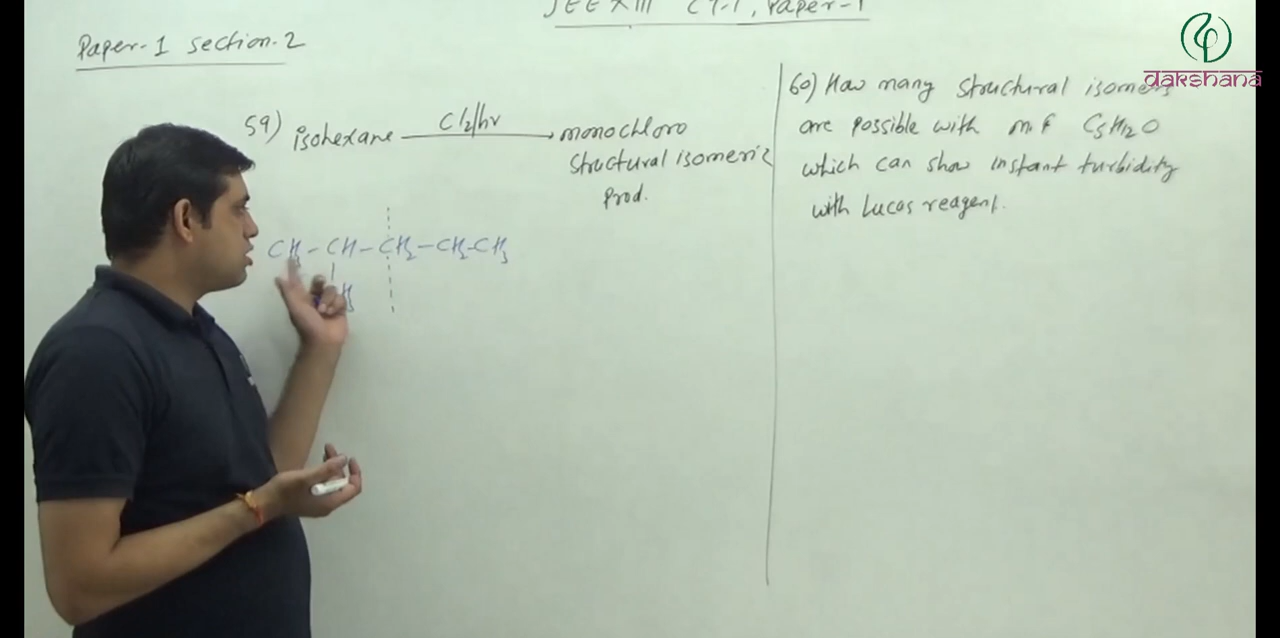 JEE XIII CT-1, Paper-1
dakshana
Paper-1 section-2
59) isohexane Cl2/hv monochloro
structural isomeric
Prod.
CH3-CH-CH2-CH2-CH3
60) How many structural isomers
are possible with m.f C5H12O
which can show instant turbidity
with Lucas reagent.